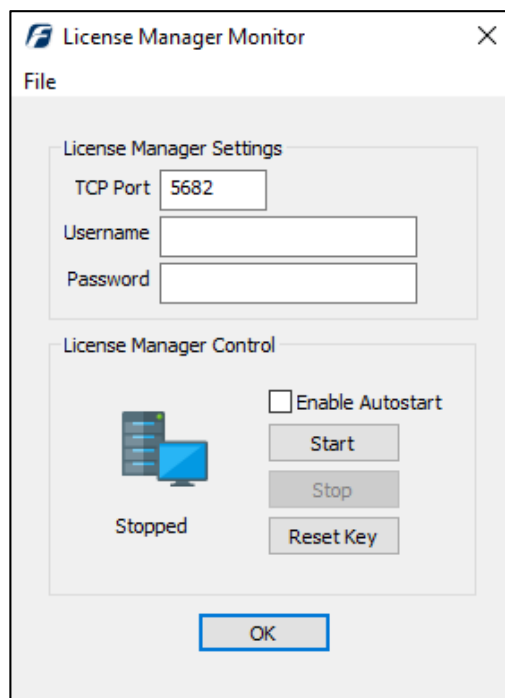 License Manager Monitor
File
License Manager Settings
TCP Port 5682
Username
Password
License Manager Control
Enable Autostart
Start
Stop
Stopped
Reset Key
OK